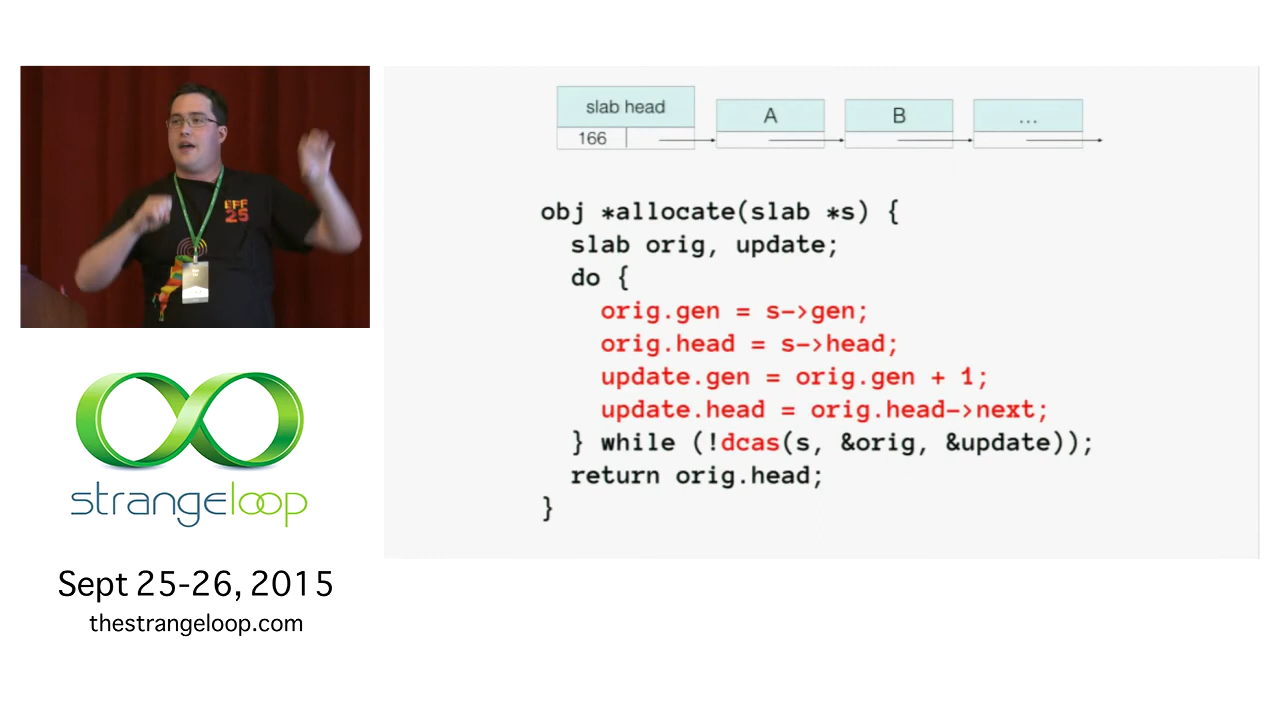 EFF
25
strangeloop
Sept 25-26, 2015
thestrangeloop.com
slab head
166
A
B
...
obj *allocate(slab *s) {
slab orig, update;
do {
orig.gen = s->gen;
orig.head = s->head;
update.gen = orig.gen + 1;
update.head = orig.head->next;
} while (!dcas(s, &orig, &update));
return orig.head;
}